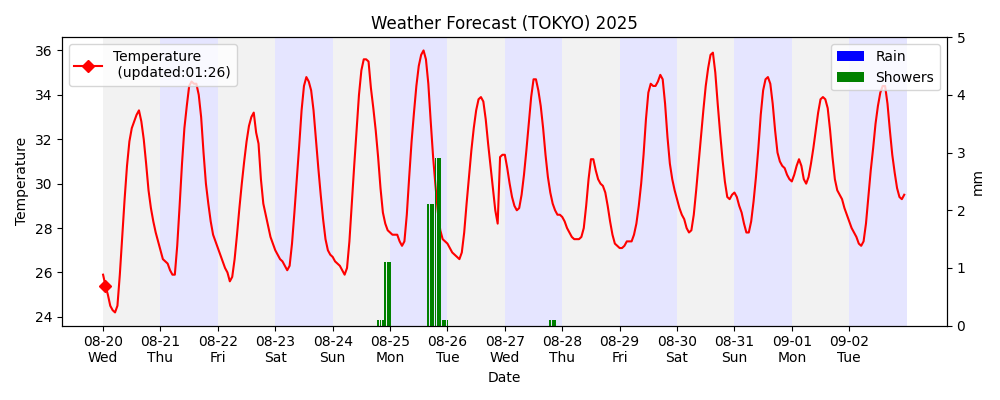 Weather Forecast (TOKYO) 2025
Temperature
(updated:01:26)
Rain
Showers
Temperature
36
34
32
30
28
26
24
5
4
3
2
1
0
mm
08-20 08-21 08-22 08-23 08-24 08-25 08-26 08-27 08-28 08-29 08-30 08-31 09-01 09-02
Wed Thu Fri Sat Sun Mon Tue Wed Thu Fri Sat Sun Mon Tue
Date